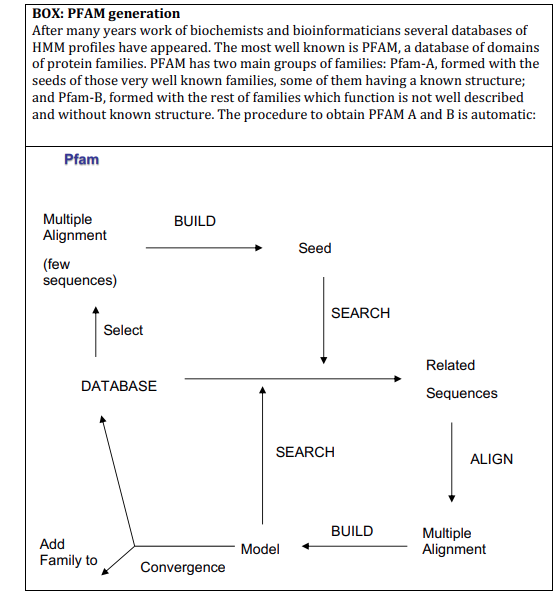 BOX: PFAM generation
After many years work of biochemists and bioinformaticians several databases of
HMM profiles have appeared. The most well known is PFAM, a database of domains
of protein families. PFAM has two main groups of families: Pfam-A, formed with the
seeds of those very well known families, some of them having a known structure;
and Pfam-B, formed with the rest of families which function is not well described
and without known structure. The procedure to obtain PFAM A and B is automatic:
Pfam
Multiple
Alignment
(few
sequences)
BUILD
Seed
SEARCH
Select
DATABASE
Related
Sequences
SEARCH
ALIGN
BUILD
Multiple
Alignment
Model
Add
Family to
Convergence